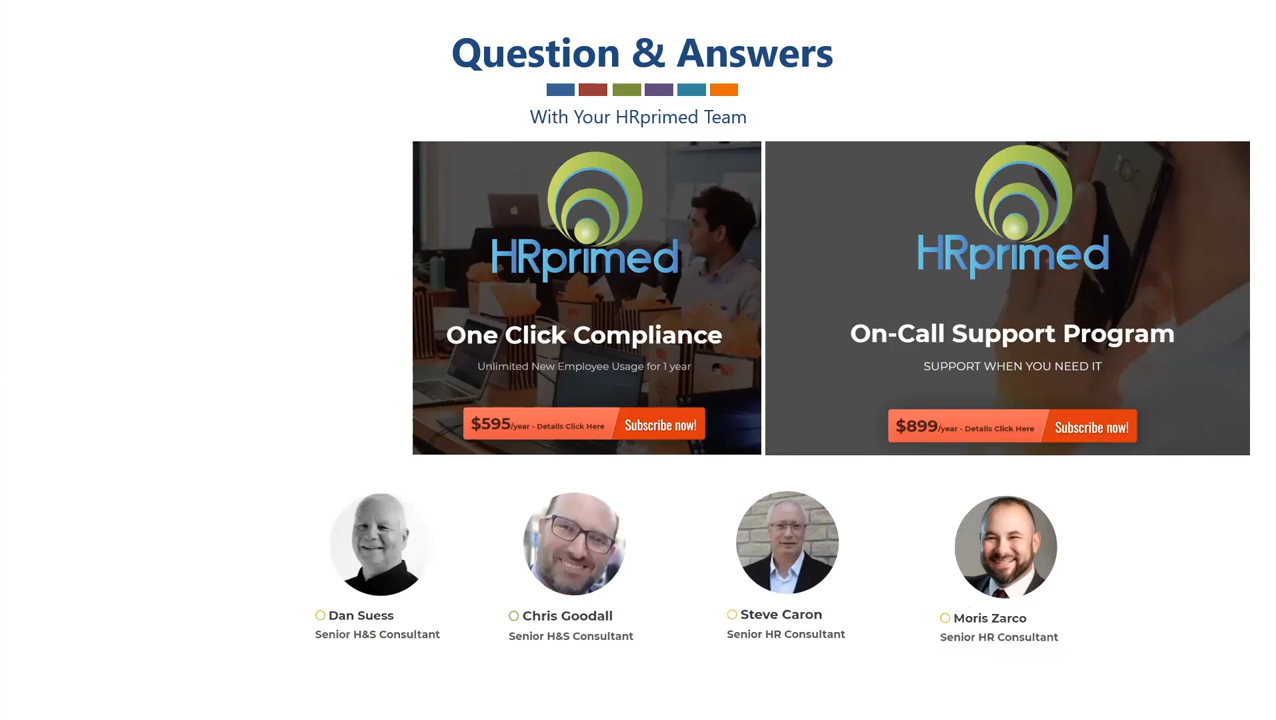 Question & Answers
With Your HRprimed Team
HRprimed
One Click Compliance
Unlimited New Employee Usage for 1 year
$595/year - Details Click Here Subscribe now!
HRprimed
On-Call Support Program
SUPPORT WHEN YOU NEED IT
$899/year - Details Click Here Subscribe now!
Dan Suess
Senior H&S Consultant
Chris Goodall
Senior H&S Consultant
Steve Caron
Senior HR Consultant
Moris Zarco
Senior HR Consultant